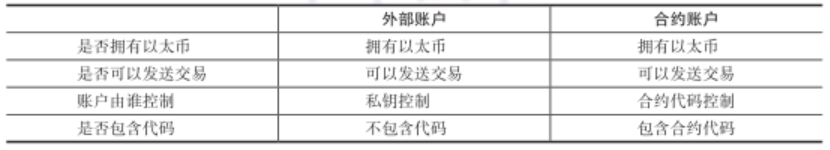 外部账户 合约账户
是否拥有以太币 拥有以太币 拥有以太币
是否可以发送交易 可以发送交易 可以发送交易
账户由谁控制 私钥控制 合约代码控制
是否包含代码 不包含代码 包含合约代码